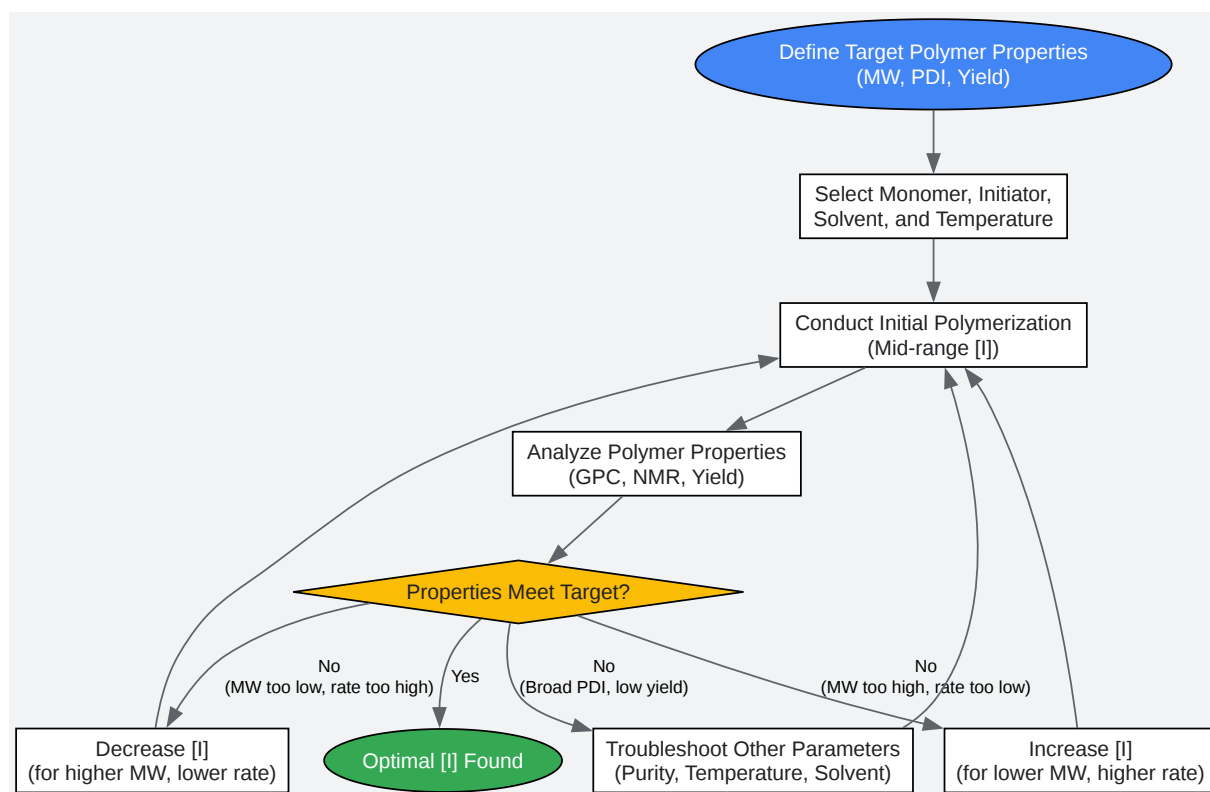 Define Target Polymer Properties
(MW, PDI, Yield)
Select Monomer, Initiator,
Solvent, and Temperature
Conduct Initial Polymerization
(Mid-range [I])
Analyze Polymer Properties
(GPC, NMR, Yield)
Properties Meet Target?
No
(MW too low, rate too high)
Yes
No
(Broad PDI, low yield)
No
(MW too high, rate too low)
Decrease [I]
(for higher MW, lower rate)
Optimal [I] Found
Troubleshoot Other Parameters
(Purity, Temperature, Solvent)
Increase [I]
(for lower MW, higher rate)